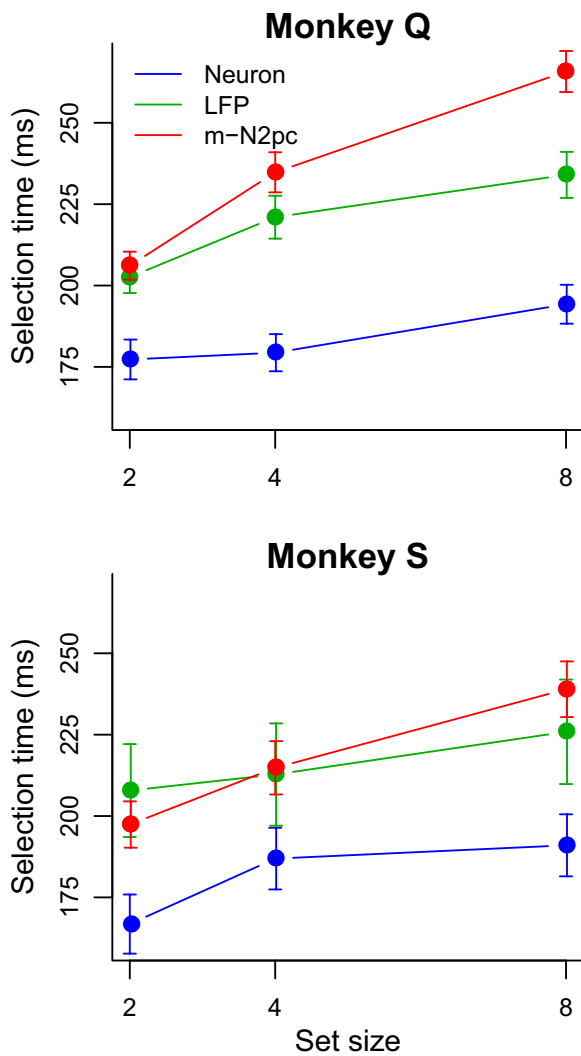 Monkey Q
Neuron
LFP
m−N2pc
Selection time (ms)
250
225
200
175
2 4 8
Monkey S
Selection time (ms)
250
225
200
175
2 4 8
Set size